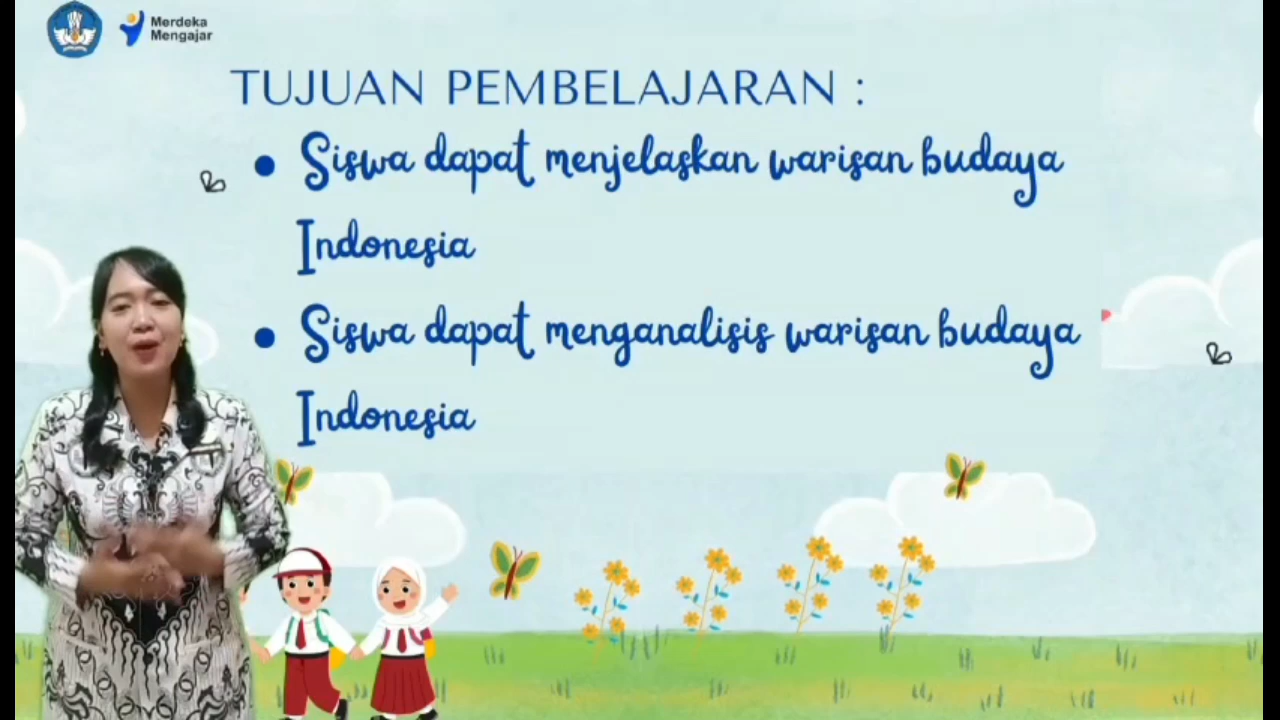 Merdeka
Mengajar
TUJUAN PEMBELAJARAN :
• Siswa dapat menjelaskan warisan budaya
Indonesia
• Siswa dapat menganalisis warisan budaya
Indonesia